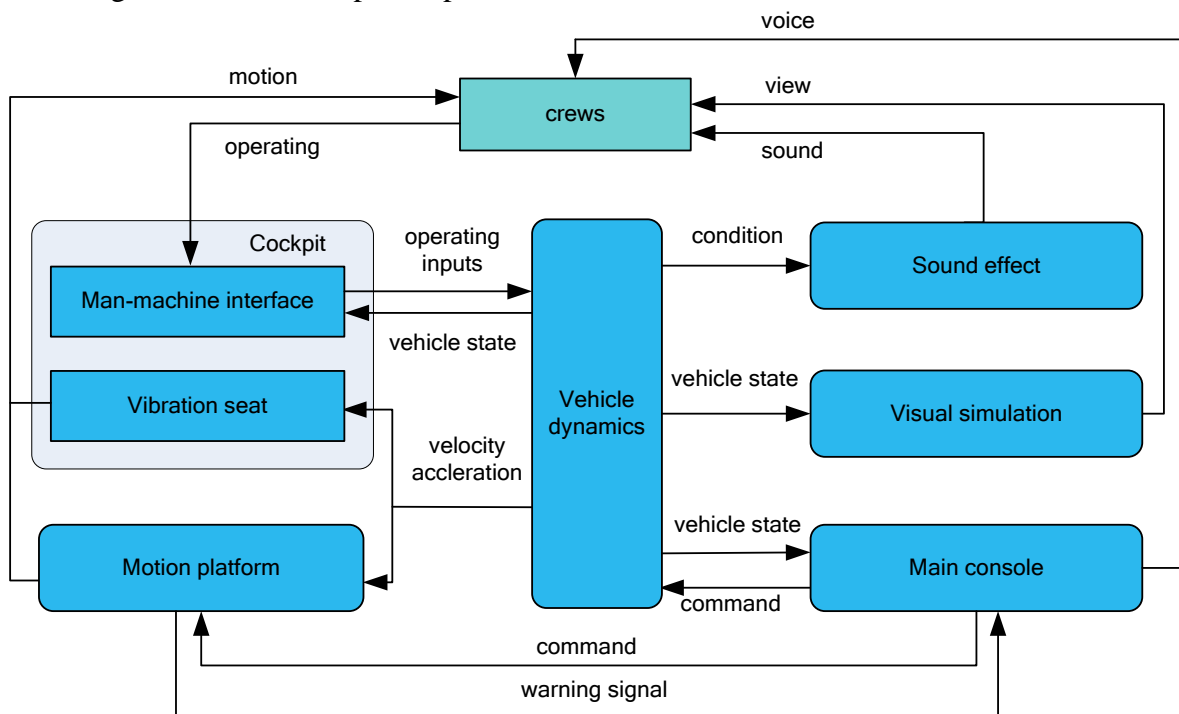 voice
motion
view
crews
operating
sound
Cockpit
operating
inputs
condition
Sound effect
Man-machine interface
vehicle state
vehicle state
Vibration seat
Vehicle
dynamics
Visual simulation
velocity
accleration
vehicle state
Motion platform
Main console
command
command
warning signal